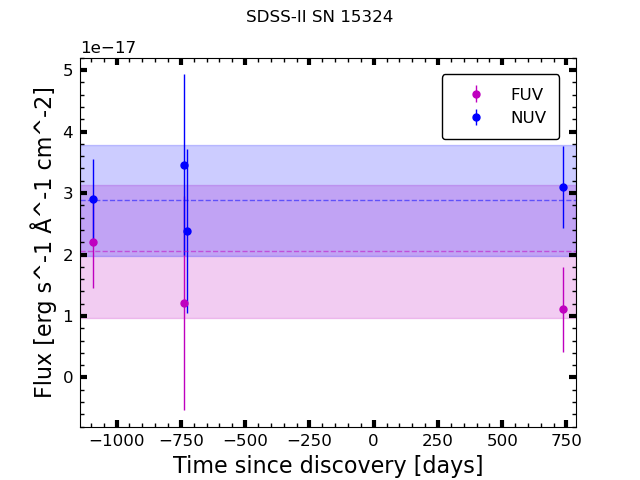 SDSS-II SN 15324
1e−17
FUV
NUV
5
4
3
2
1
0
Flux [erg s^-1 Å^-1 cm^-2]
−1000 −750 −500 −250 0 250 500 750
Time since discovery [days]